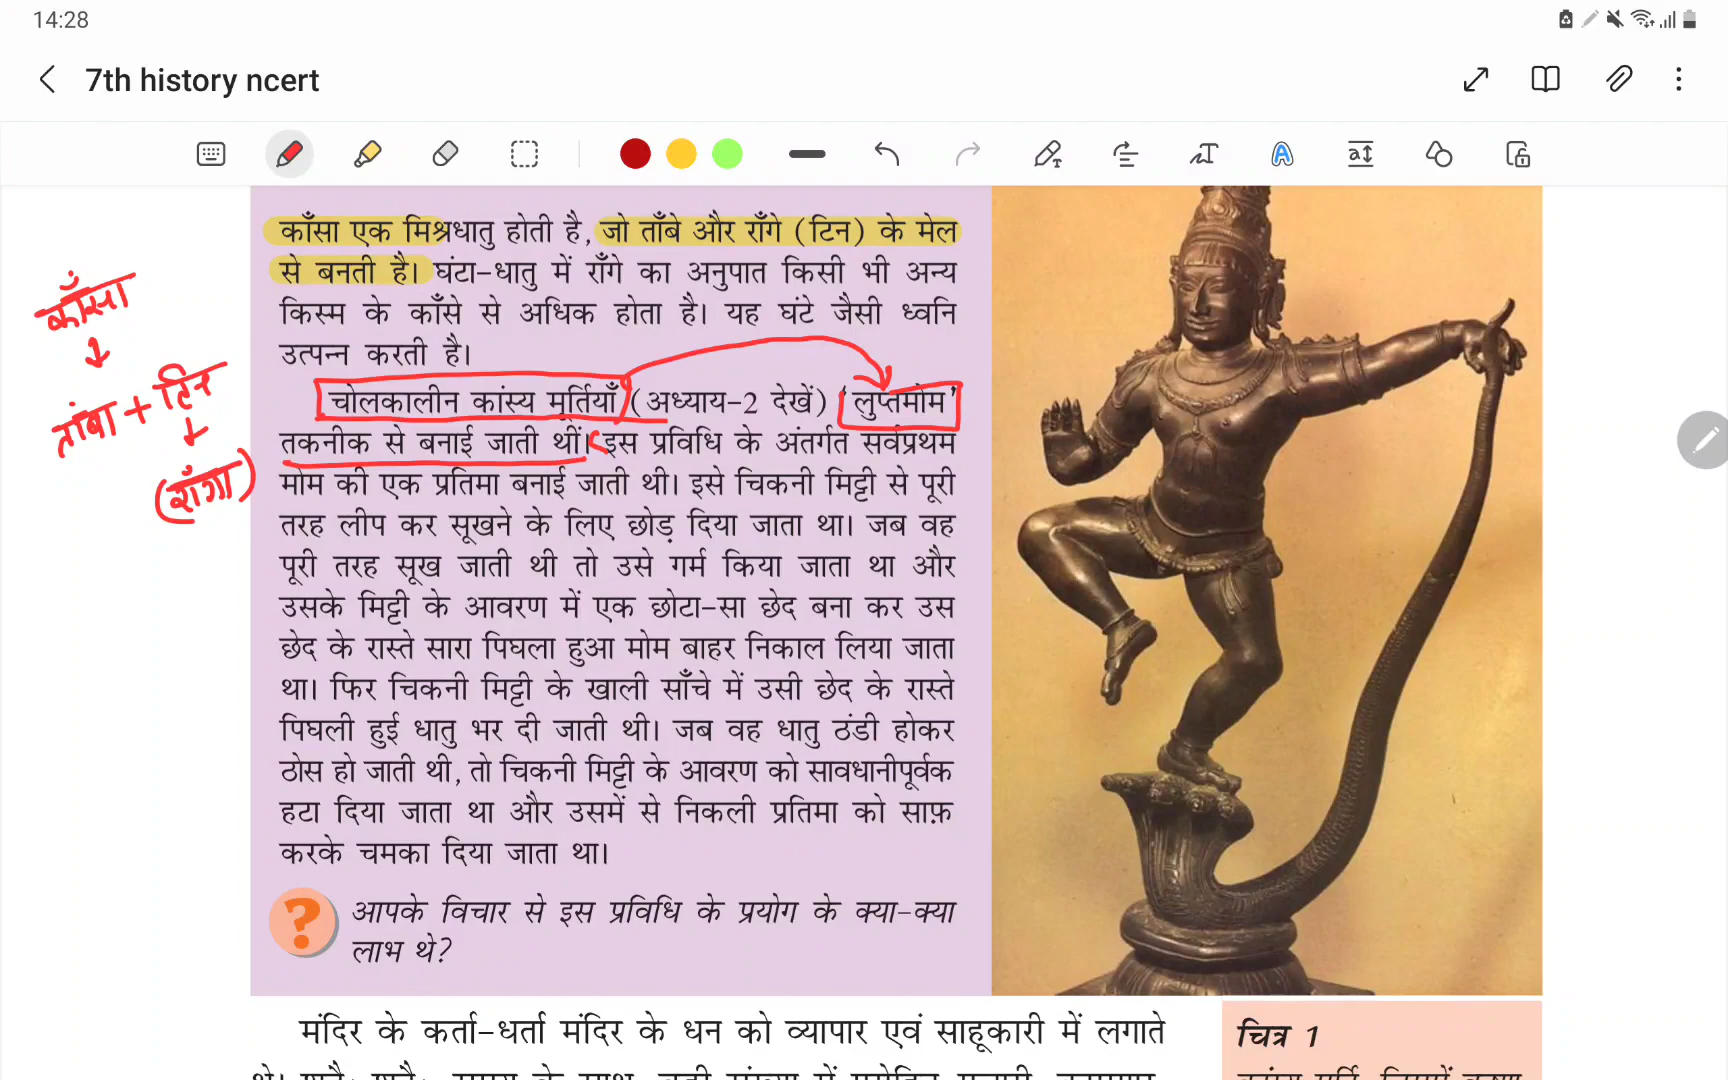 14:28
7th history ncert
काँसा एक मिश्रधातु होती है, जो ताँबे और राँगे (टिन) के मेल
से बनती है। घंटा-धातु में राँगे का अनुपात किसी भी अन्य
किस्म के काँसे से अधिक होता है। यह घंटे जैसी ध्वनि
उत्पन्न करती है।
चोलकालीन कांस्य मूर्तियाँ (अध्याय-2 देखें) 'लुप्तमोम'
तकनीक से बनाई जाती थीं। इस प्रविधि के अंतर्गत सर्वप्रथम
मोम की एक प्रतिमा बनाई जाती थी। इसे चिकनी मिट्टी से पूरी
तरह लीप कर सूखने के लिए छोड़ दिया जाता था। जब वह
पूरी तरह सूख जाती थी तो उसे गर्म किया जाता था और
उसके मिट्टी के आवरण में एक छोटा-सा छेद बना कर उस
छेद के रास्ते सारा पिघला हुआ मोम बाहर निकाल लिया जाता
था। फिर चिकनी मिट्टी के खाली साँचे में उसी छेद के रास्ते
पिघली हुई धातु भर दी जाती थी। जब वह धातु ठंडी होकर
ठोस हो जाती थी, तो चिकनी मिट्टी के आवरण को सावधानीपूर्वक
हटा दिया जाता था और उसमें से निकली प्रतिमा को साफ़
करके चमका दिया जाता था।
आपके विचार से इस प्रविधि के प्रयोग के क्या-क्या
लाभ थे?
काँसा
तांबा + टिन
(राँगा)
मंदिर के कर्ता-धर्ता मंदिर के धन को व्यापार एवं साहूकारी में लगाते
चित्र 1